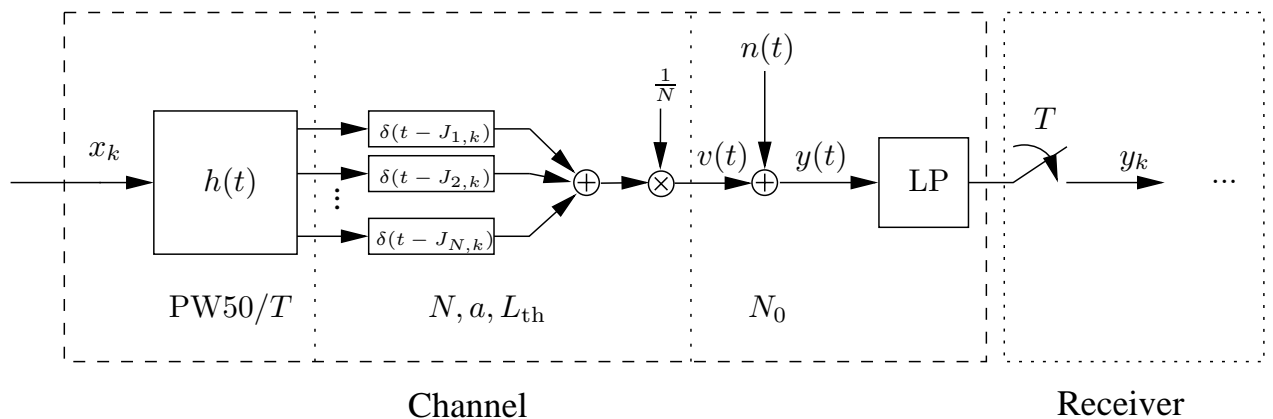 n(t)
1/N
T
x_k
h(t)
δ(t − J_{1,k})
δ(t − J_{2,k})
⋮
δ(t − J_{N,k})
+
×
v(t)
+
y(t)
LP
y_k
...
PW50/T
N, a, L_th
N_0
Channel
Receiver